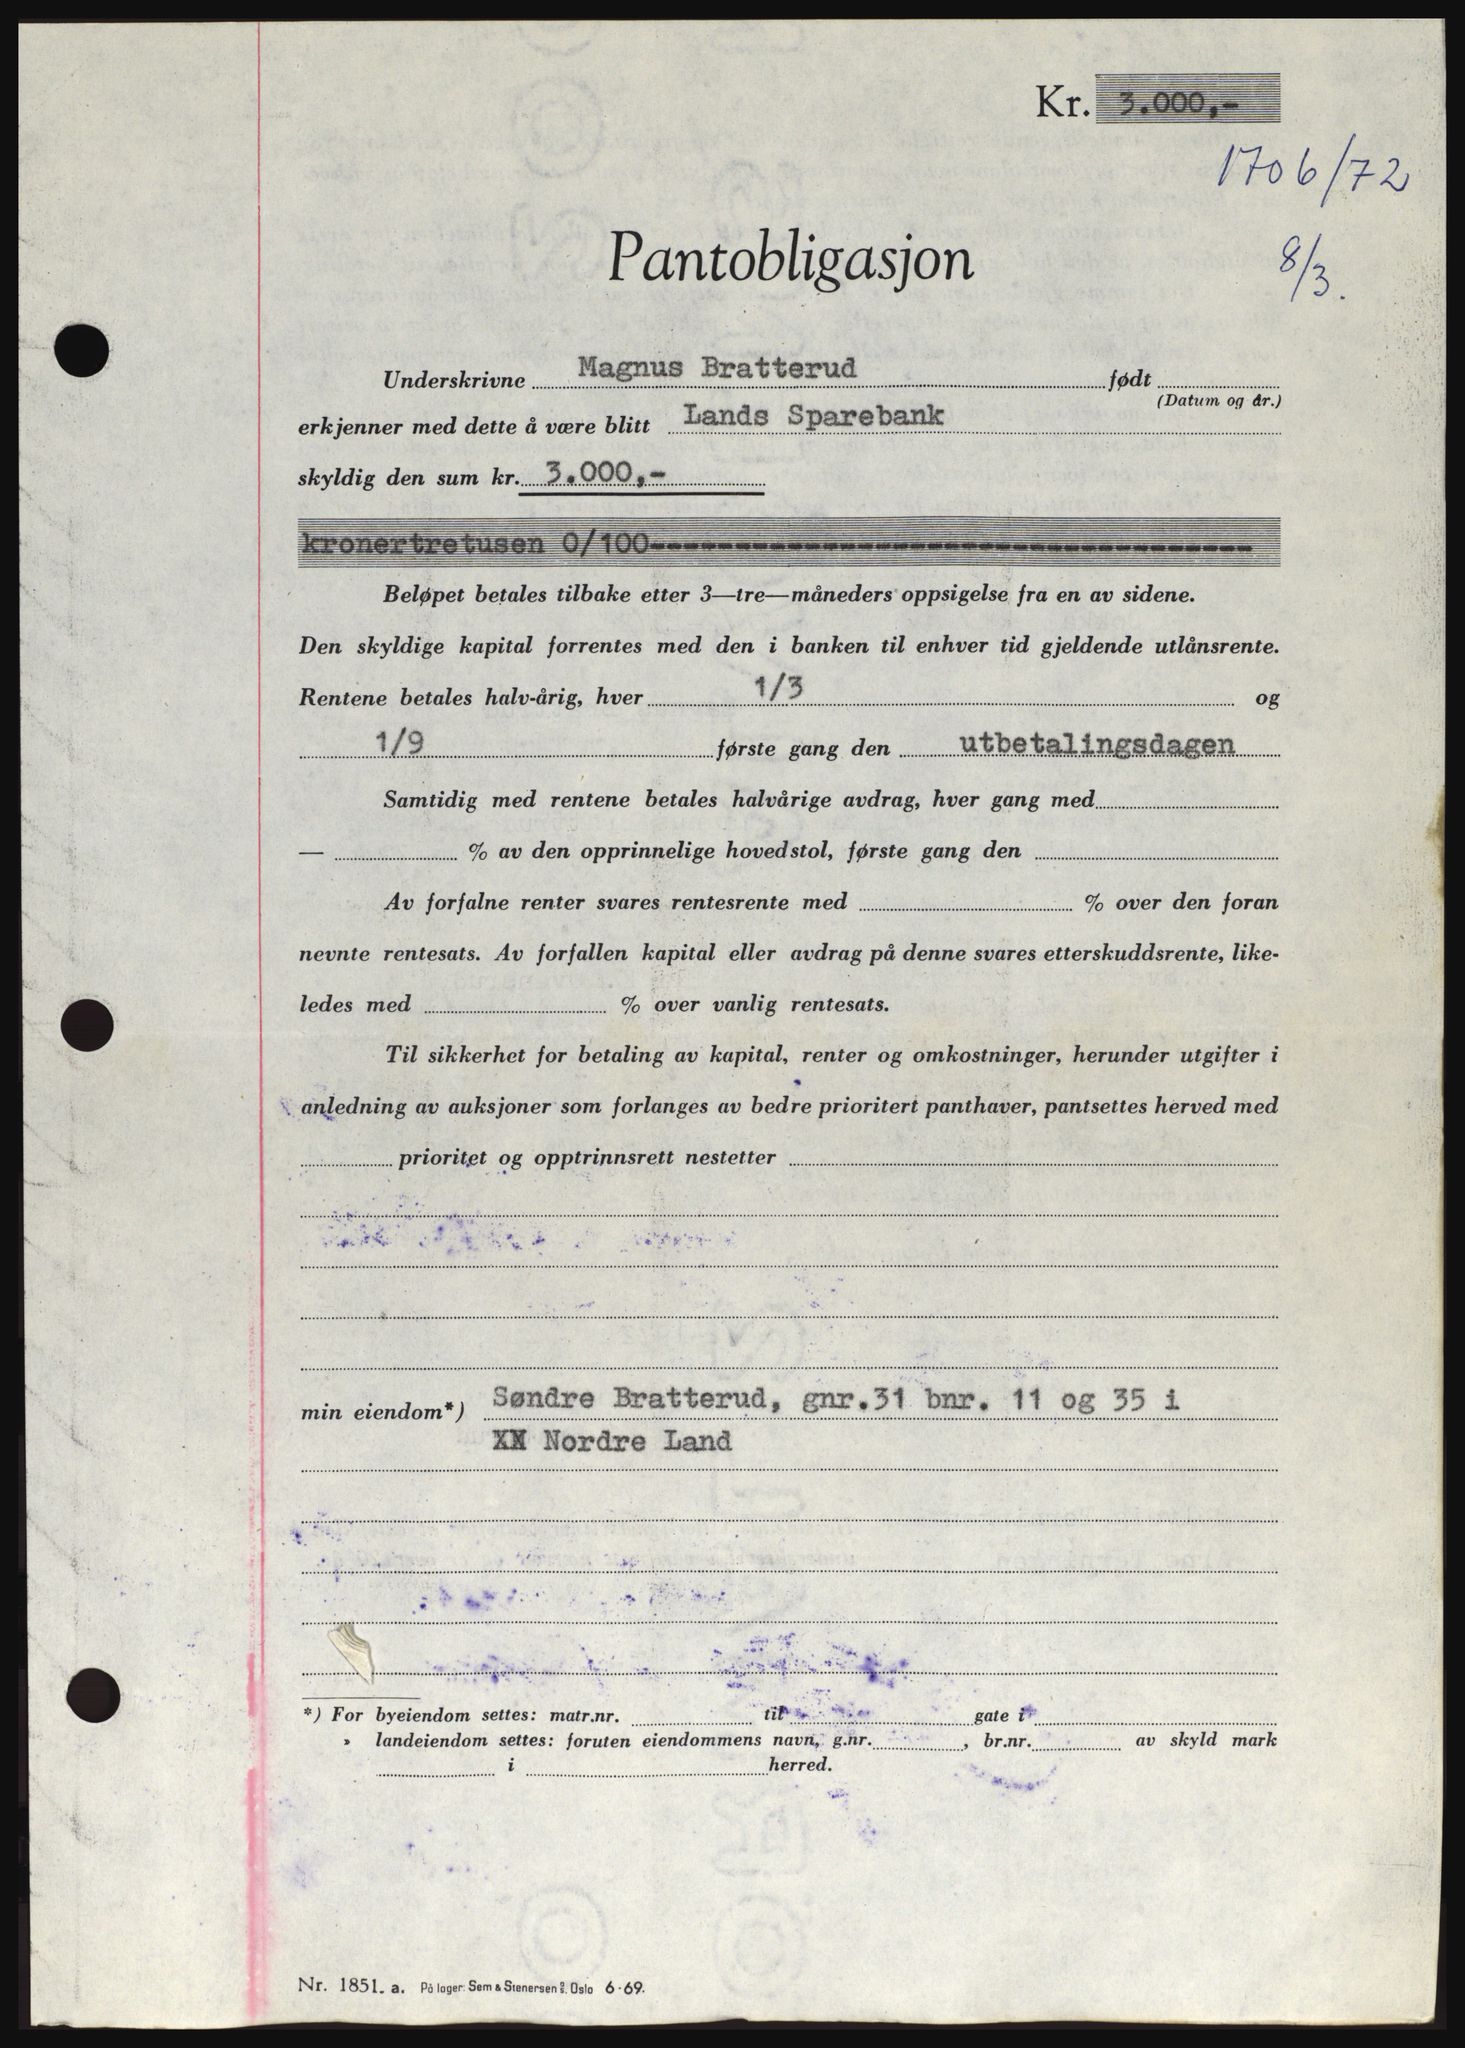 Kr. 3.000,-
1706/72
Pantobligasjon
8/3.
Underskrivne Magnus Bratterud født
(Datum og år.)
erkjenner med dette å være blitt Lands Sparebank
skyldig den sum kr. 3.000,-
kronertretusen 0/100----------------------------------------
Beløpet betales tilbake etter 3—tre—måneders oppsigelse fra en av sidene.
Den skyldige kapital forrentes med den i banken til enhver tid gjeldende utlånsrente.
Rentene betales halv-årig, hver 1/3 og
1/9 første gang den utbetalingsdagen
Samtidig med rentene betales halvårige avdrag, hver gang med
— % av den opprinnelige hovedstol, første gang den
Av forfalne renter svares rentesrente med % over den foran
nevnte rentesats. Av forfallen kapital eller avdrag på denne svares etterskuddsrente, like-
ledes med % over vanlig rentesats.
Til sikkerhet for betaling av kapital, renter og omkostninger, herunder utgifter i
anledning av auksjoner som forlanges av bedre prioritert panthaver, pantsettes herved med
prioritet og opptrinnsrett nestetter
min eiendom*) Søndre Bratterud, gnr.31 bnr. 11 og 35 i
XX Nordre Land
*) For byeiendom settes: matr.nr. til gate i
» landeiendom settes: foruten eiendommens navn, g.nr. , br.nr. av skyld mark
i herred.
Nr. 1851. a. På lager: Sem & Stenersen A/S, Oslo 6-69.